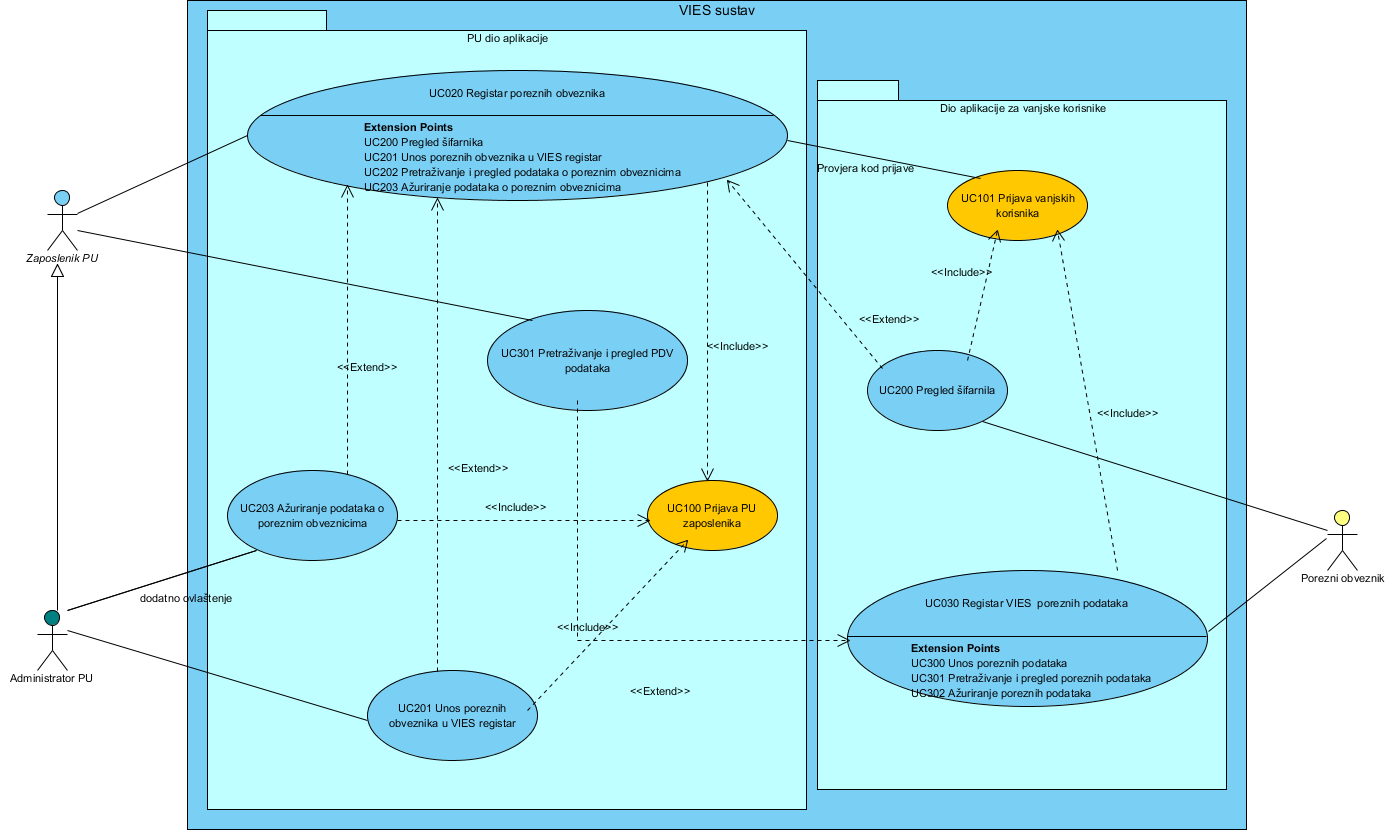 VIES sustav
PU dio aplikacije
UC020 Registar poreznih obveznika
Extension Points
UC200 Pregled šifarnika
UC201 Unos poreznih obveznika u VIES registar
UC202 Pretraživanje i pregled podataka o poreznim obveznicima
UC203 Ažuriranje podataka o poreznim obveznicima
Dio aplikacije za vanjske korisnike
Provjera kod prijave
UC101 Prijava vanjskih
korisnika
Zaposlenik PU
<<Include>>
<<Extend>>
<<Include>>
UC301 Pretraživanje i pregled PDV
podataka
<<Extend>>
UC200 Pregled šifarnila
<<Include>>
<<Extend>>
UC203 Ažuriranje podataka o
poreznim obveznicima
<<Include>>
UC100 Prijava PU
zaposlenika
Porezni obveznik
dodatno ovlaštenje
Administrator PU
<<Include>>
<<Extend>>
UC201 Unos poreznih
obveznika u VIES registar
UC030 Registar VIES  poreznih podataka
Extension Points
UC300 Unos poreznih podataka
UC301 Pretraživanje i pregled poreznih podataka
UC302 Ažuriranje poreznih podataka